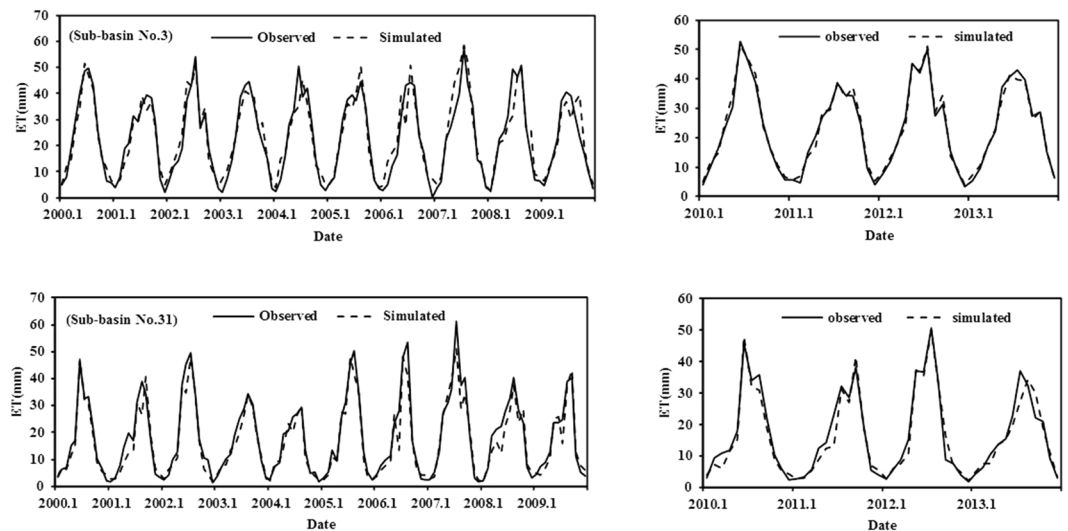 (Sub-basin No.3)
Observed
Simulated
ET(mm)
70
60
50
40
30
20
10
0
2000.1 2001.1 2002.1 2003.1 2004.1 2005.1 2006.1 2007.1 2008.1 2009.1
Date
observed
simulated
ET(mm)
60
50
40
30
20
10
0
2010.1 2011.1 2012.1 2013.1
Date
(Sub-basin No.31)
Observed
Simulated
ET(mm)
70
60
50
40
30
20
10
0
2000.1 2001.1 2002.1 2003.1 2004.1 2005.1 2006.1 2007.1 2008.1 2009.1
Date
observed
simulated
ET(mm)
60
50
40
30
20
10
0
2010.1 2011.1 2012.1 2013.1
Date